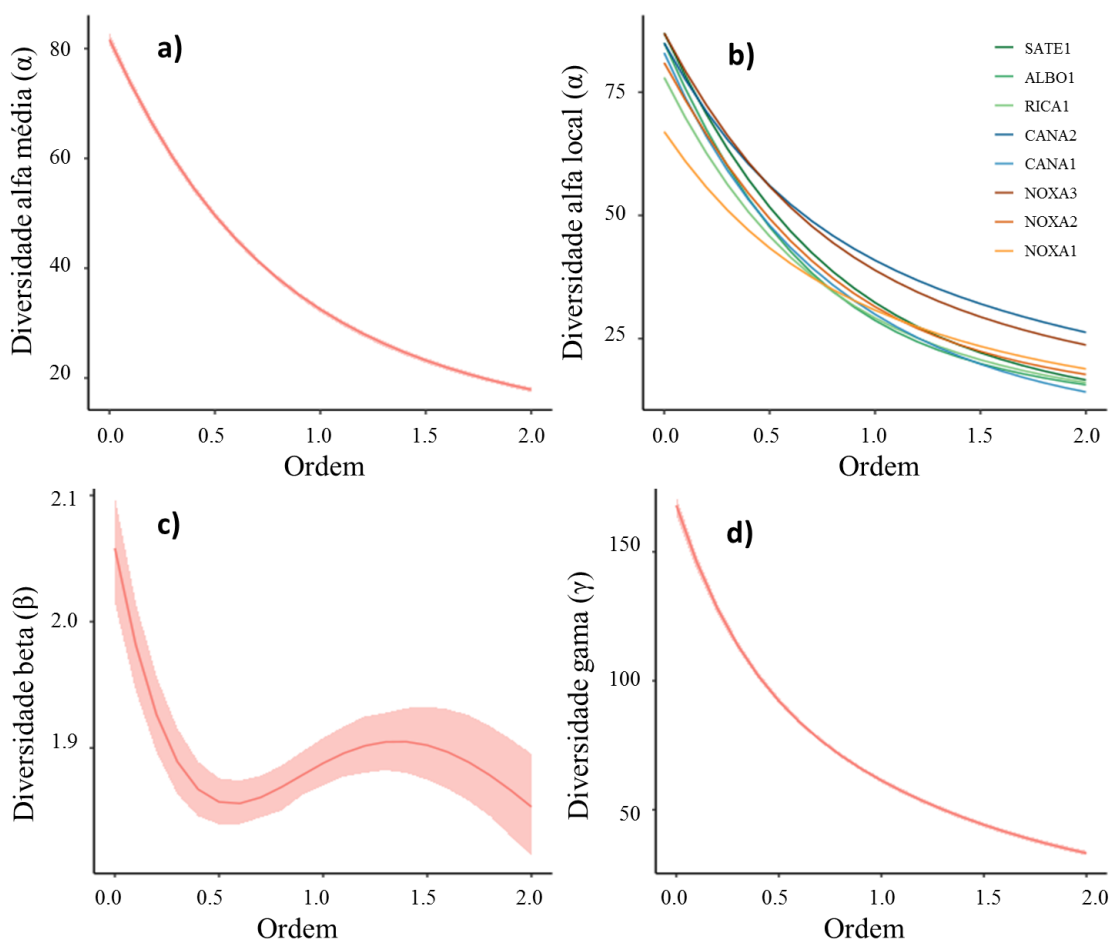 a)
Diversidade alfa média (α)
80
60
40
20
0.0 0.5 1.0 1.5 2.0
Ordem
b)
Diversidade alfa local (α)
75
50
25
0.0 0.5 1.0 1.5 2.0
Ordem
SATE1
ALBO1
RICA1
CANA2
CANA1
NOXA3
NOXA2
NOXA1
c)
Diversidade beta (β)
2.1
2.0
1.9
0.0 0.5 1.0 1.5 2.0
Ordem
d)
Diversidade gama (γ)
150
100
50
0.0 0.5 1.0 1.5 2.0
Ordem